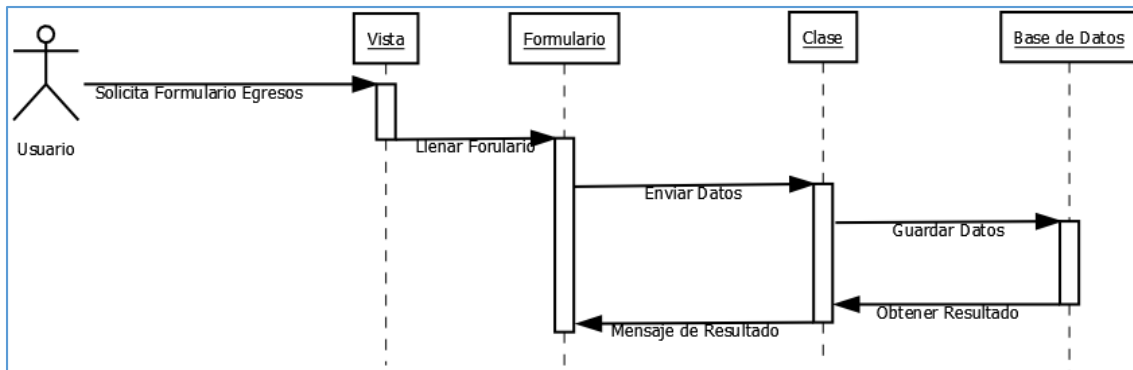 Vista
Formulario
Clase
Base de Datos
Solicita Formulario Egresos
Usuario
Llenar Forulario
Enviar Datos
Guardar Datos
Obtener Resultado
Mensaje de Resultado